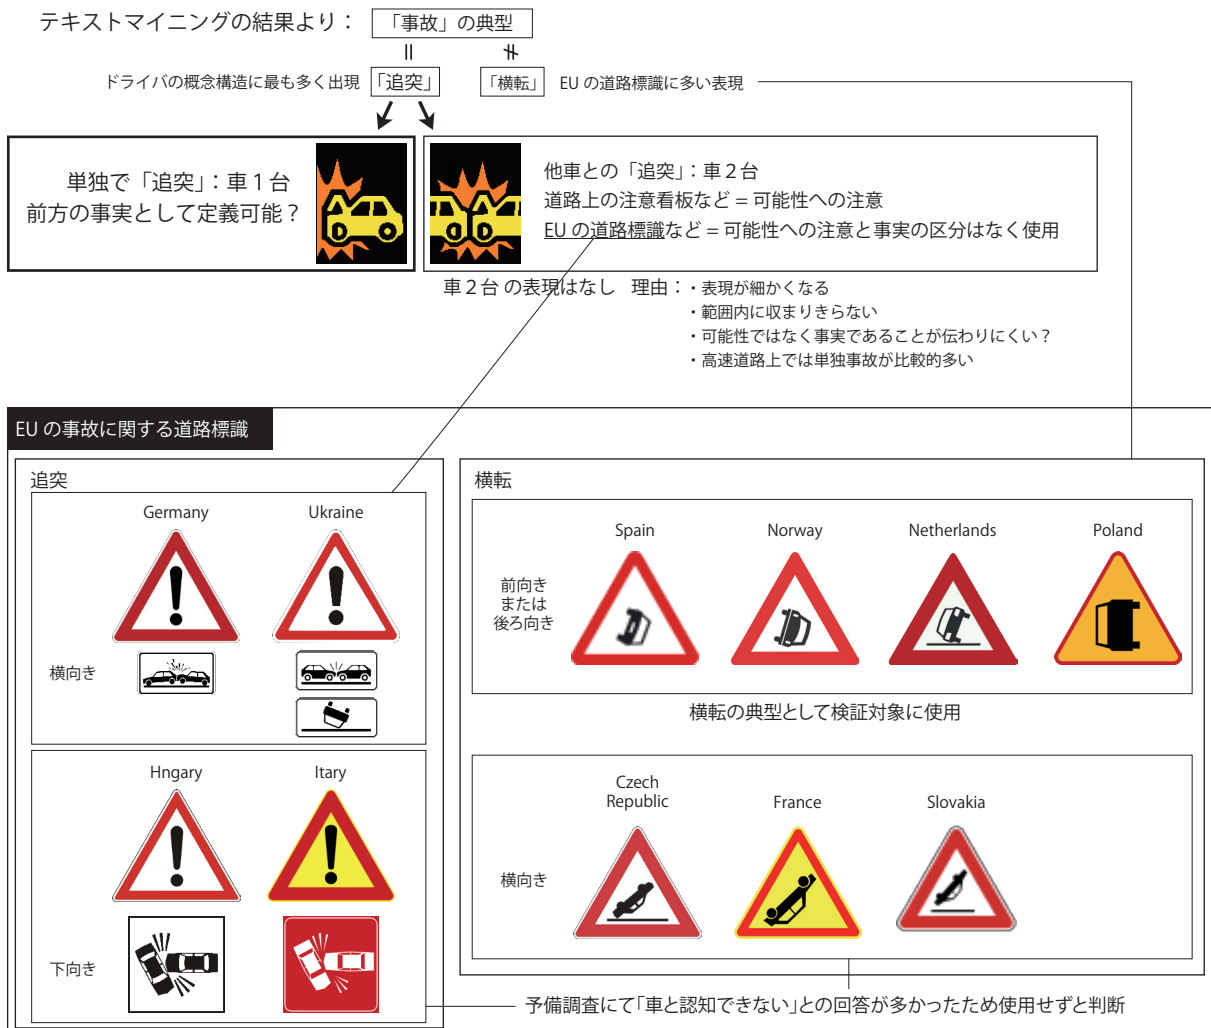 テキストマイニングの結果より：「事故」の典型
ドライバの概念構造に最も多く出現 「追突」 「横転」 EU の道路標識に多い表現
単独で「追突」：車１台
前方の事実として定義可能？
他車との「追突」：車２台
道路上の注意看板など = 可能性への注意
EU の道路標識など = 可能性への注意と事実の区分はなく使用
車２台 の表現はなし 理由：・表現が細かくなる
・範囲内に収まりきらない
・可能性ではなく事実であることが伝わりにくい？
・高速道路上では単独事故が比較的多い
EU の事故に関する道路標識
追突
Germany Ukraine
横向き
Hngary Itary
下向き
横転
Spain Norway Netherlands Poland
前向き
または
後ろ向き
横転の典型として検証対象に使用
Czech
Republic France Slovakia
横向き
予備調査にて「車と認知できない」との回答が多かったため使用せずと判断